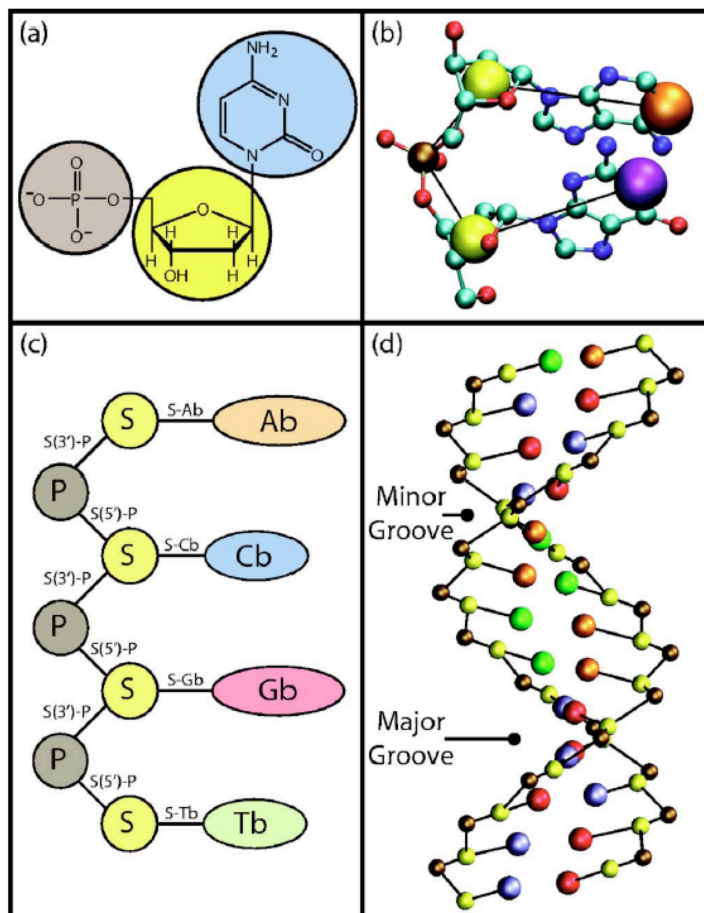 (a)
NH₂
N
N
O
O
⁻O
P
O
O⁻
O
H
H
H
H
OH
(b)
(c)
S
S-Ab
Ab
S(3')-P
P
S(5')-P
S
S-Cb
Cb
S(3')-P
P
S(5')-P
S
S-Gb
Gb
S(3')-P
P
S(5')-P
S
S-Tb
Tb
(d)
Minor
Groove
Major
Groove